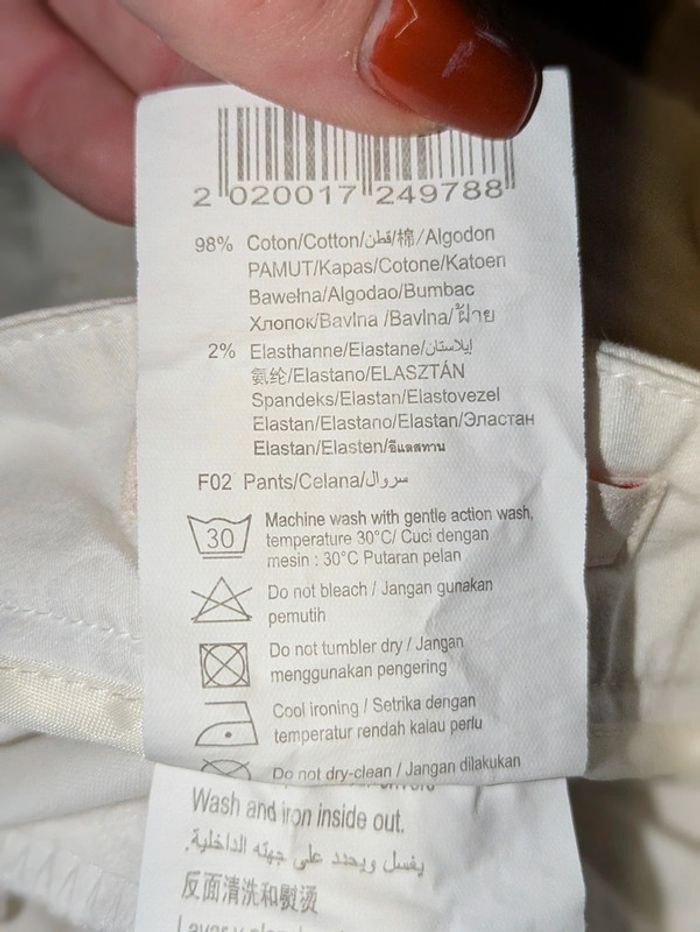 2 020017 249788
98% Coton/Cotton/قطن/棉/Algodon
PAMUT/Kapas/Cotone/Katoen
Bawełna/Algodao/Bumbac
Хлопок/Bavlna /Bavlna/ฝ้าย
2% Elasthanne/Elastane/إيلاستان/
氨纶/Elastano/ELASZTÁN
Spandeks/Elastan/Elastovezel
Elastan/Elastano/Elastan/Эластан
Elastan/Elasten/อีแลสทาน
F02 Pants/Celana/سروال
30
Machine wash with gentle action wash,
temperature 30°C/ Cuci dengan
mesin : 30°C Putaran pelan
Do not bleach / Jangan gunakan
pemutih
Do not tumbler dry / Jangan
menggunakan pengering
Cool ironing / Setrika dengan
temperatur rendah kalau perlu
Do not dry-clean / Jangan dilakukan
Wash and iron inside out.
يغسل ويحدد على جهته الداخلية.
反面清洗和熨烫
Lavar y